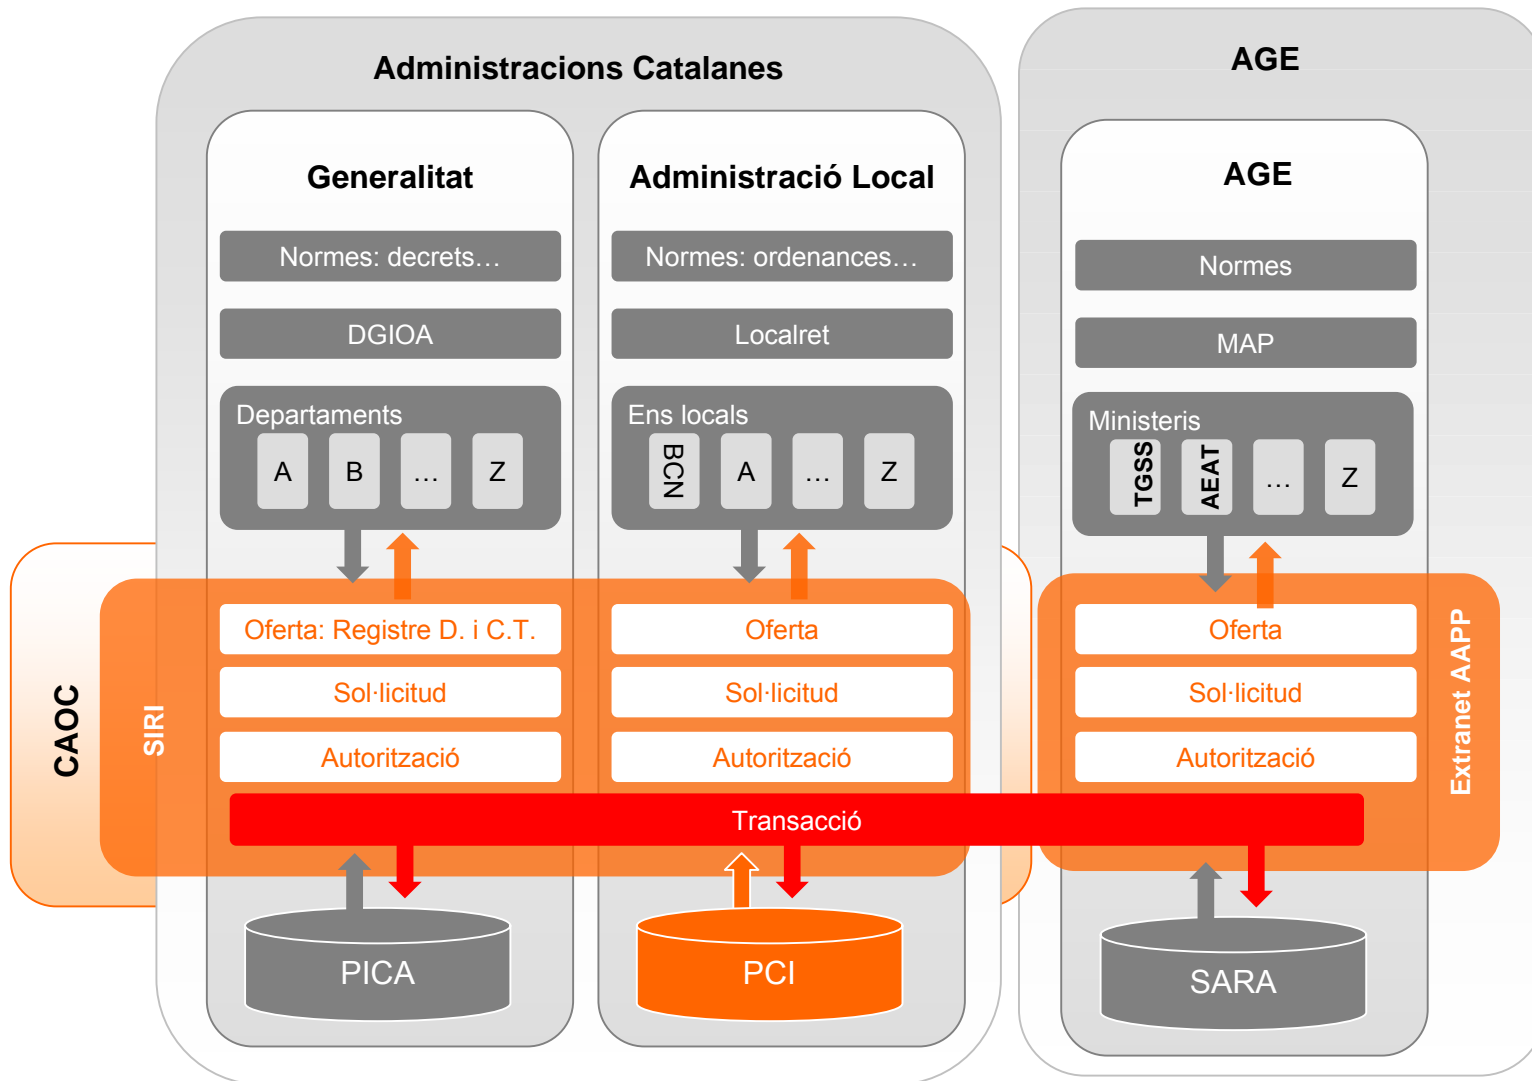 Administracions Catalanes
Generalitat
Normes: decrets…
DGIOA
Departaments
A
B
…
Z
Oferta: Registre D. i C.T.
Sol·licitud
Autorització
PICA
Administració Local
Normes: ordenances…
Localret
Ens locals
BCN
A
…
Z
Oferta
Sol·licitud
Autorització
PCI
CAOC
SIRI
Transacció
AGE
AGE
Normes
MAP
Ministeris
TGSS
AEAT
…
Z
Oferta
Sol·licitud
Autorització
Extranet AAPP
SARA